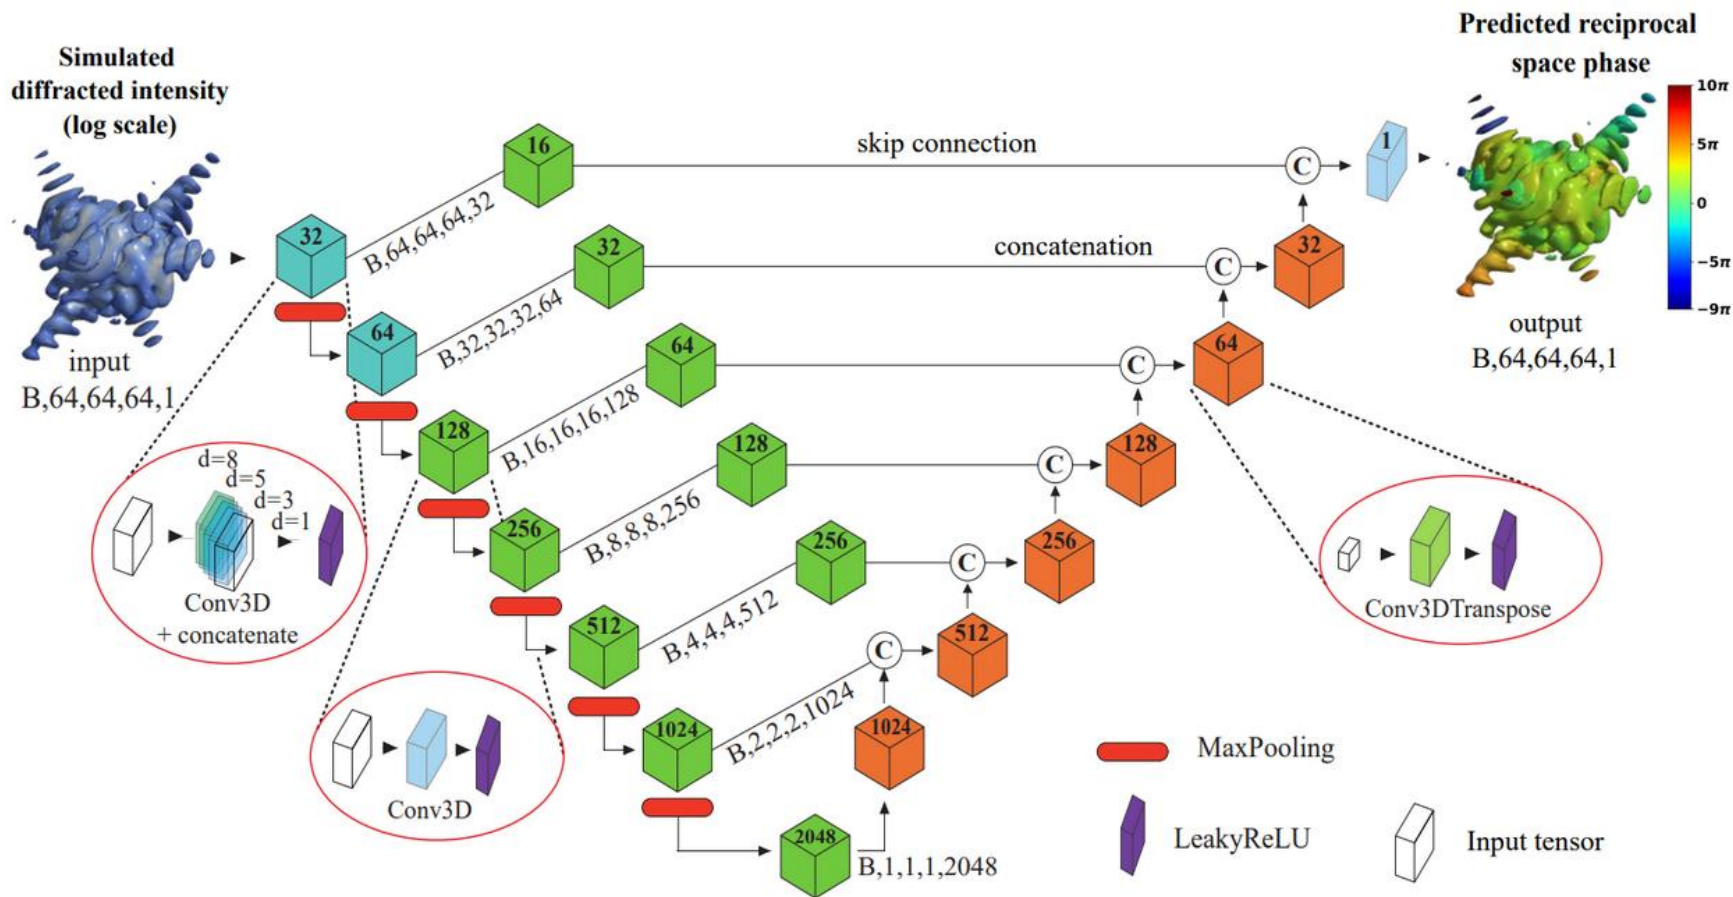 Simulated
diffracted intensity
(log scale)
input
B,64,64,64,1
Predicted reciprocal
space phase
10π
5π
0
−5π
−9π
output
B,64,64,64,1
32
B,64,64,64,32
16
skip connection
C
1
64
B,32,32,32,64
32
concatenation
C
32
128
B,16,16,16,128
64
C
64
256
B,8,8,8,256
128
C
128
512
B,4,4,4,512
256
C
256
1024
B,2,2,2,1024
C
512
1024
2048
B,1,1,1,2048
d=8
d=5
d=3
d=1
Conv3D
+ concatenate
Conv3D
Conv3DTranspose
MaxPooling
LeakyReLU
Input tensor